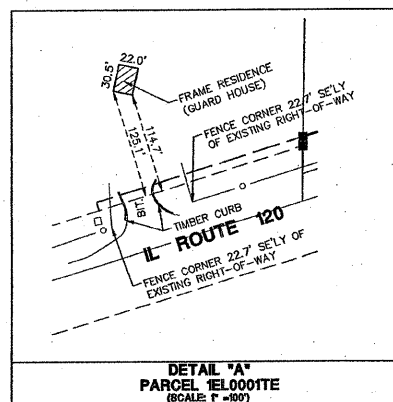 22.0'
30.5'
FRAME RESIDENCE
(GUARD HOUSE)
114.7'
125.1'
FENCE CORNER 22.7' SE'LY
OF EXISTING RIGHT-OF-WAY
BIT.
TIMBER CURB
IL ROUTE 120
FENCE CORNER 22.7' SE'LY OF
EXISTING RIGHT-OF-WAY
DETAIL "A"
PARCEL 1EL0001TE
(SCALE: 1" =100')